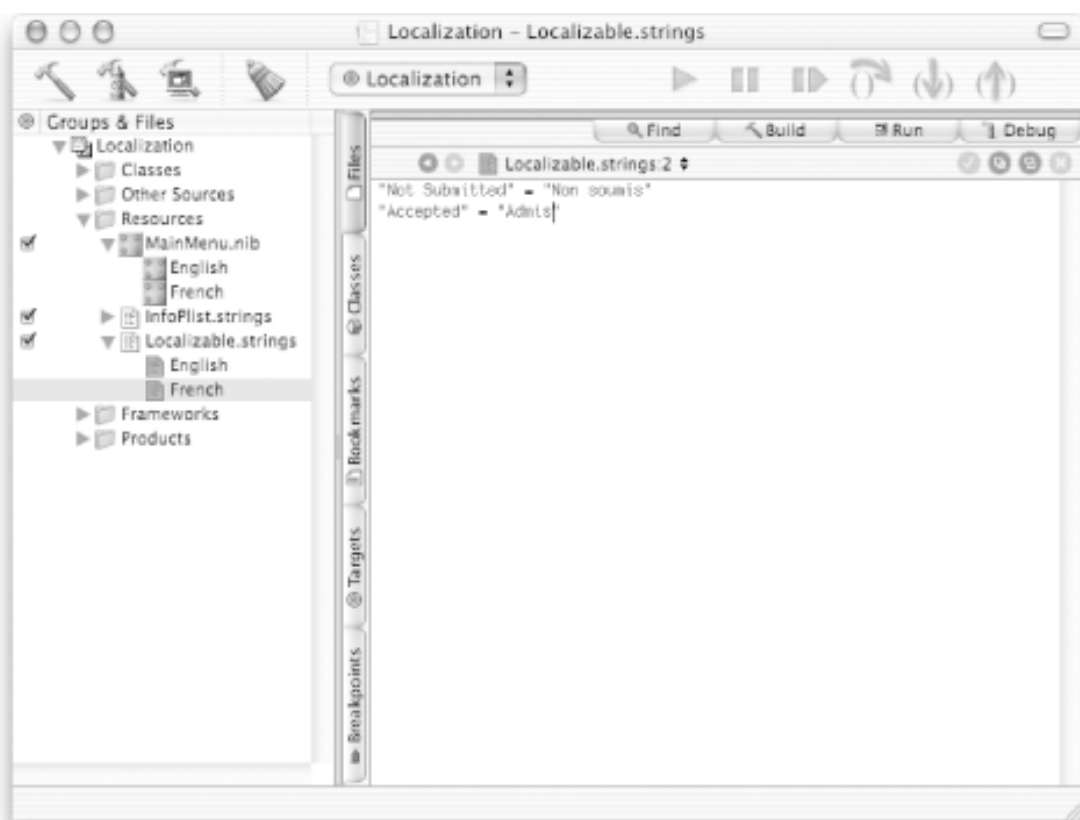 Localization – Localizable.strings
Localization
Groups & Files
Localization
Classes
Other Sources
Resources
MainMenu.nib
English
French
InfoPlist.strings
Localizable.strings
English
French
Frameworks
Products
Files
Classes
Bookmarks
Targets
Breakpoints
Find
Build
Run
Debug
Localizable.strings:2
"Not Submitted" = "Non soumis"
"Accepted" = "Admis"